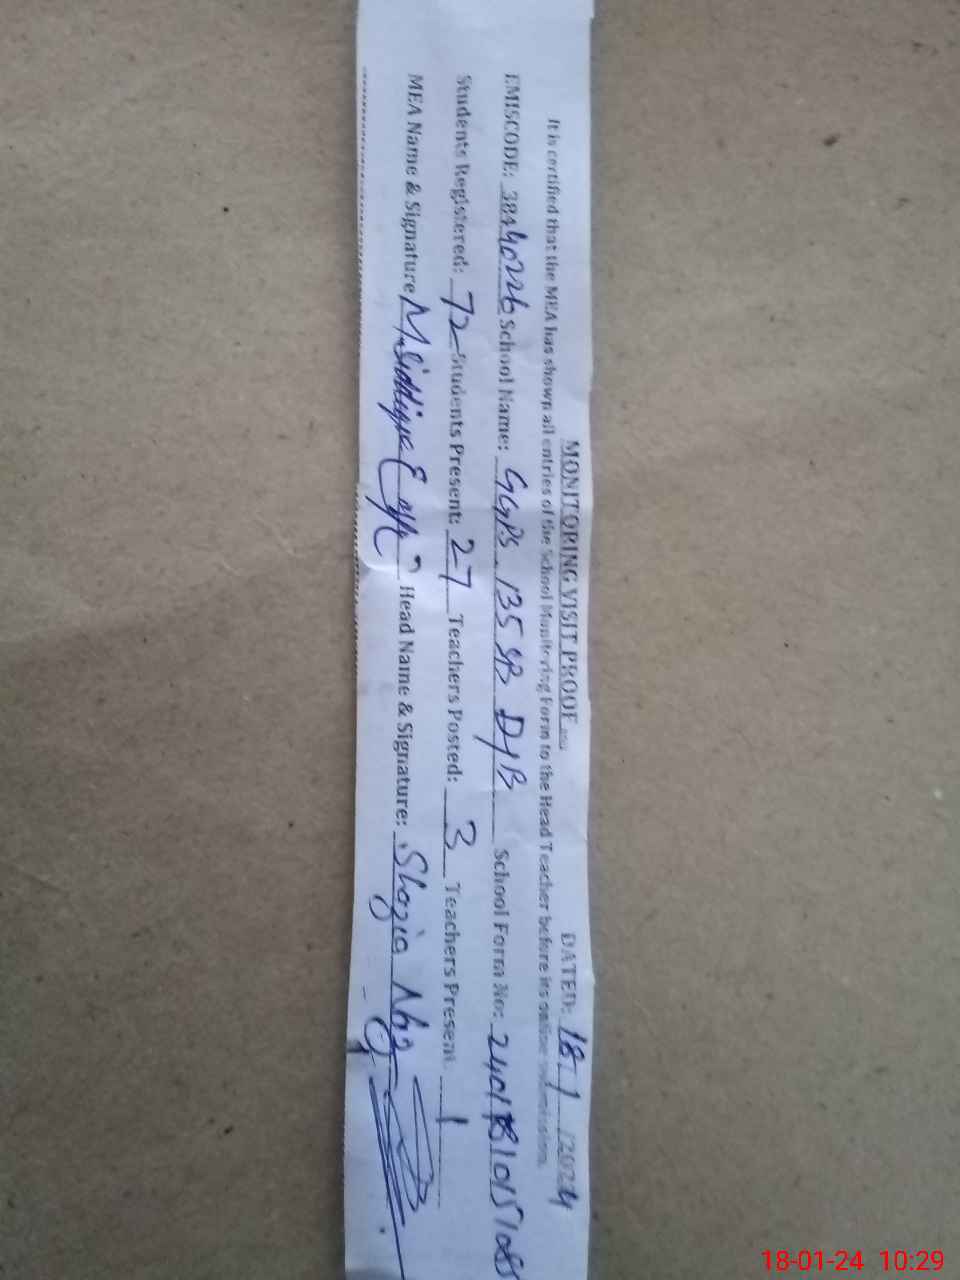 MONITORING VISIT PROOF DATED: 18-1-/2024
It is certified that the MEA has shown all entries of the School Monitoring Form to the Head Teacher before its online submission.
EMISCODE: 38440226 School Name: GGPS 135 SB School Form No:
Students Registered: 72 Students Present: 27 Teachers Posted: 3 Teachers Present: 1
MEA Name & Signature M. Siddique Head Name & Signature: Shazia
18-01-24 10:29